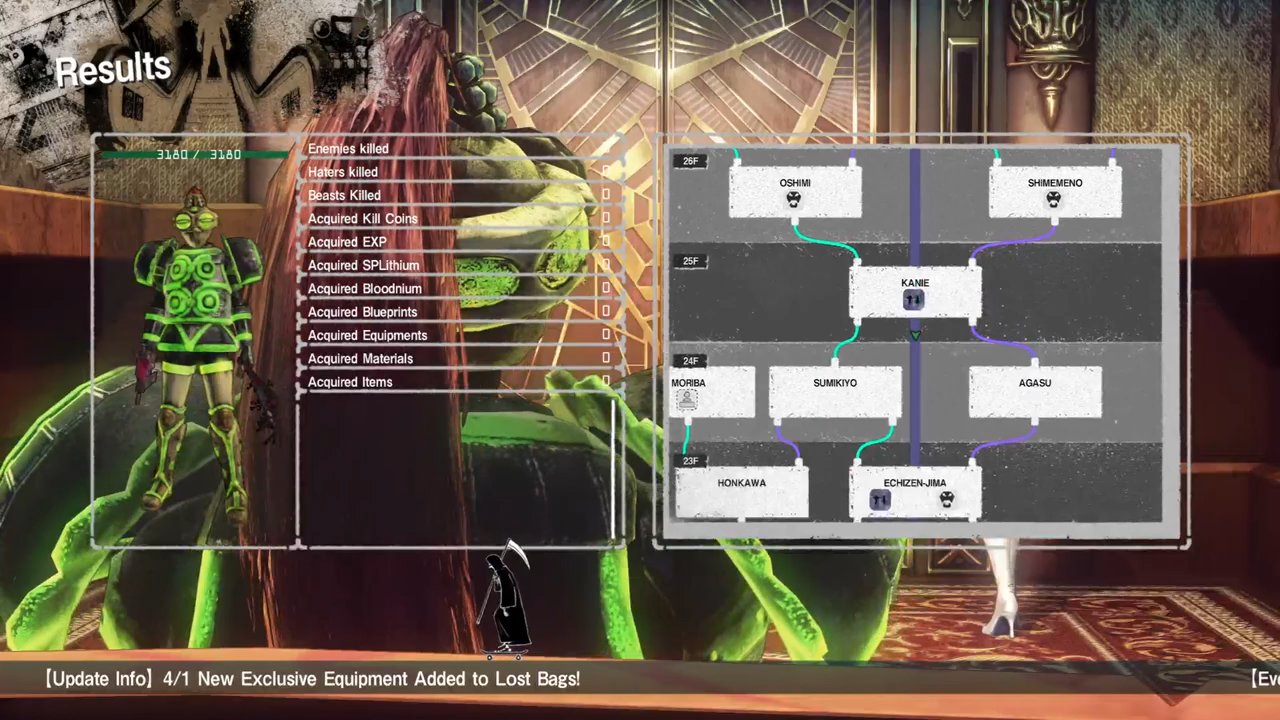 Results
3180 / 3180
Enemies killed
Haters killed
Beasts Killed
Acquired Kill Coins
Acquired EXP
Acquired SPLithium
Acquired Bloodnium
Acquired Blueprints
Acquired Equipments
Acquired Materials
Acquired Items
26F
OSHIMI
SHIMEMENO
25F
KANIE
24F
MORIBA
SUMIKIYO
AGASU
23F
HONKAWA
ECHIZEN-JIMA
【Update Info】 4/1 New Exclusive Equipment Added to Lost Bags!